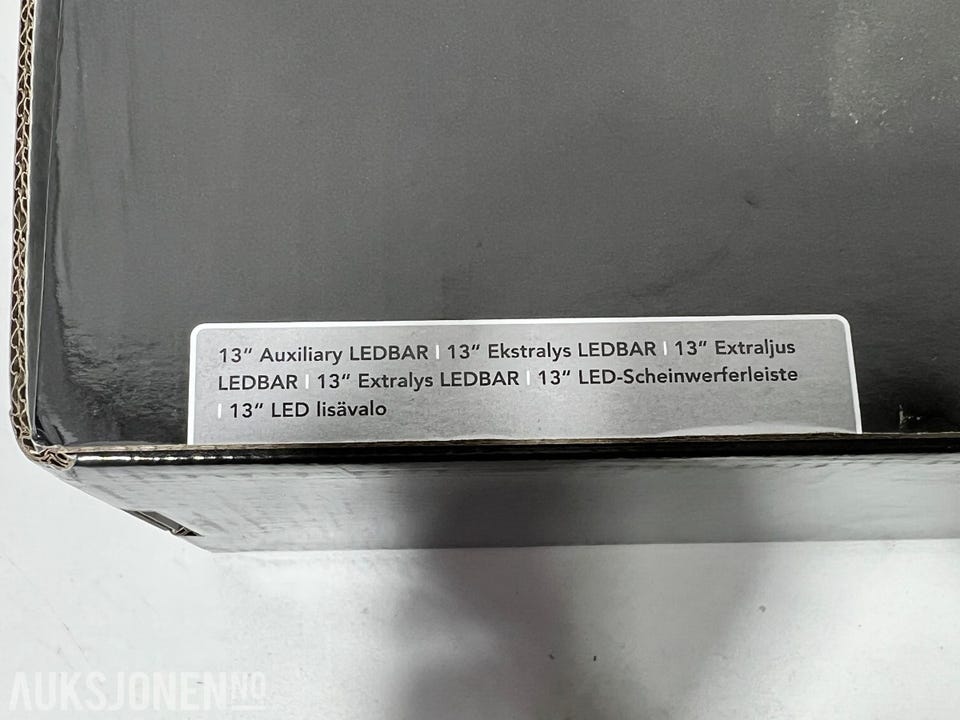 13“ Auxiliary LEDBAR | 13“ Ekstralys LEDBAR | 13“ Extraljus
LEDBAR | 13“ Extralys LEDBAR | 13“ LED-Scheinwerferleiste
| 13“ LED lisävalo
AUKSJONEN.NO